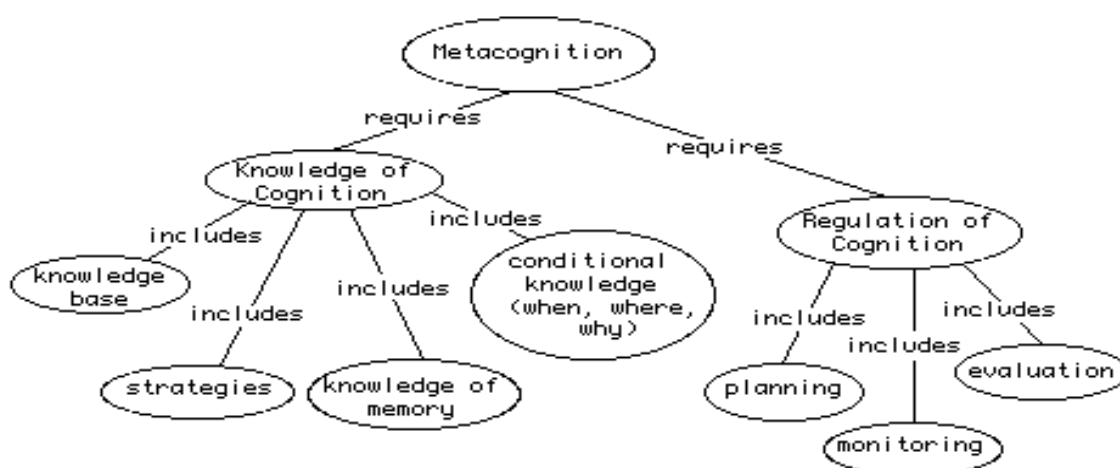 Metacognition
requires
requires
Knowledge of
Cognition
Regulation of
Cognition
includes
includes
knowledge
base
conditional
knowledge
(when, where,
why)
includes
includes
includes
includes
includes
strategies
knowledge of
memory
planning
evaluation
monitoring